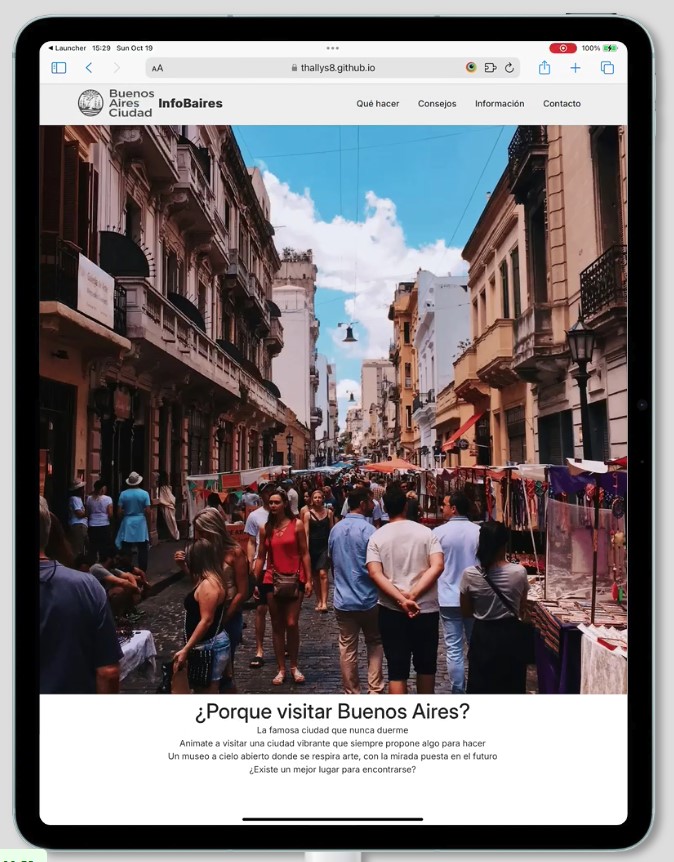 Launcher 15:29 Sun Oct 19
100%
AA thallys8.github.io
Buenos
Aires
Ciudad
InfoBaires
Qué hacer Consejos Información Contacto
¿Porque visitar Buenos Aires?
La famosa ciudad que nunca duerme
Animate a visitar una ciudad vibrante que siempre propone algo para hacer
Un museo a cielo abierto donde se respira arte, con la mirada puesta en el futuro
¿Existe un mejor lugar para encontrarse?